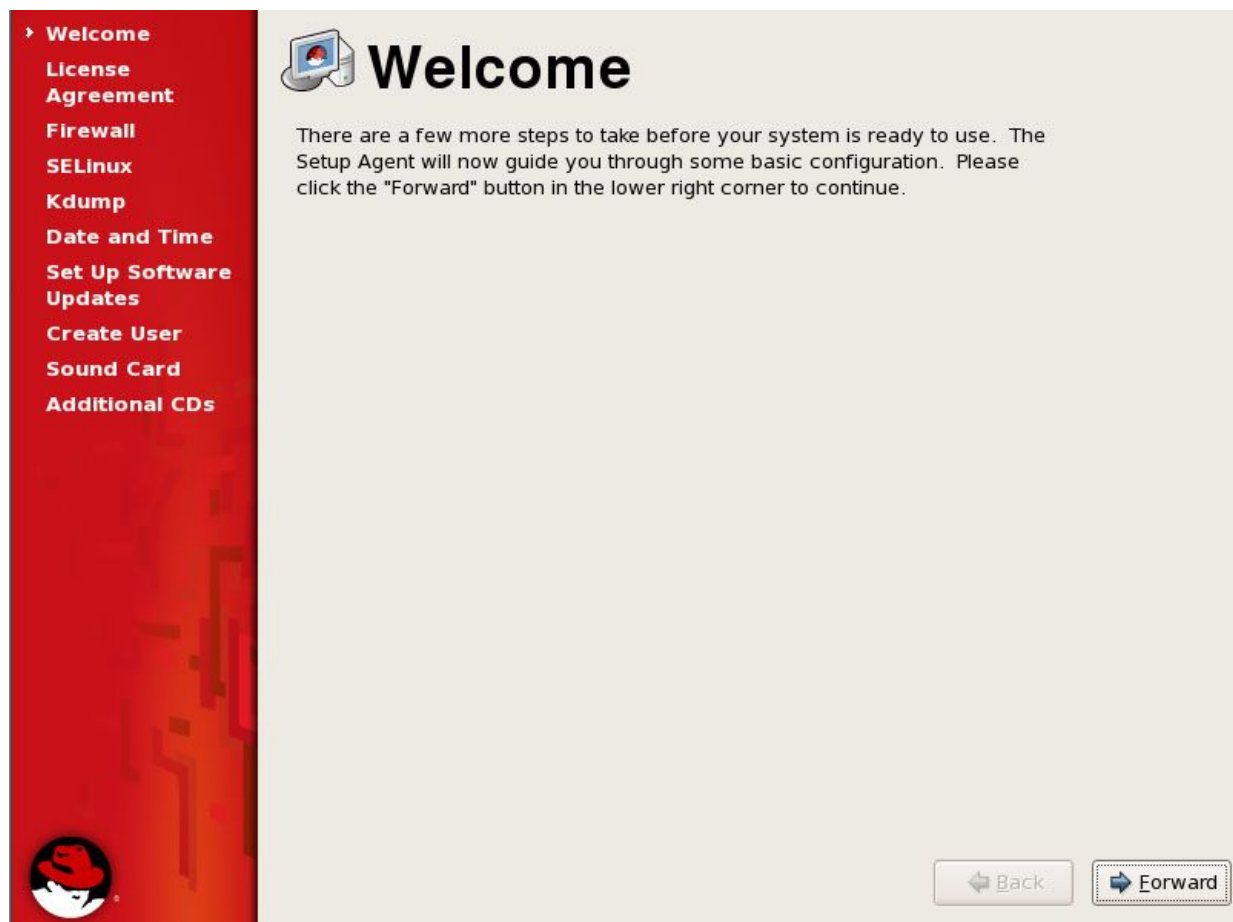 Welcome
License
Agreement
Firewall
SELinux
Kdump
Date and Time
Set Up Software
Updates
Create User
Sound Card
Additional CDs
Welcome
There are a few more steps to take before your system is ready to use.  The
Setup Agent will now guide you through some basic configuration.  Please
click the "Forward" button in the lower right corner to continue.
Back
Forward